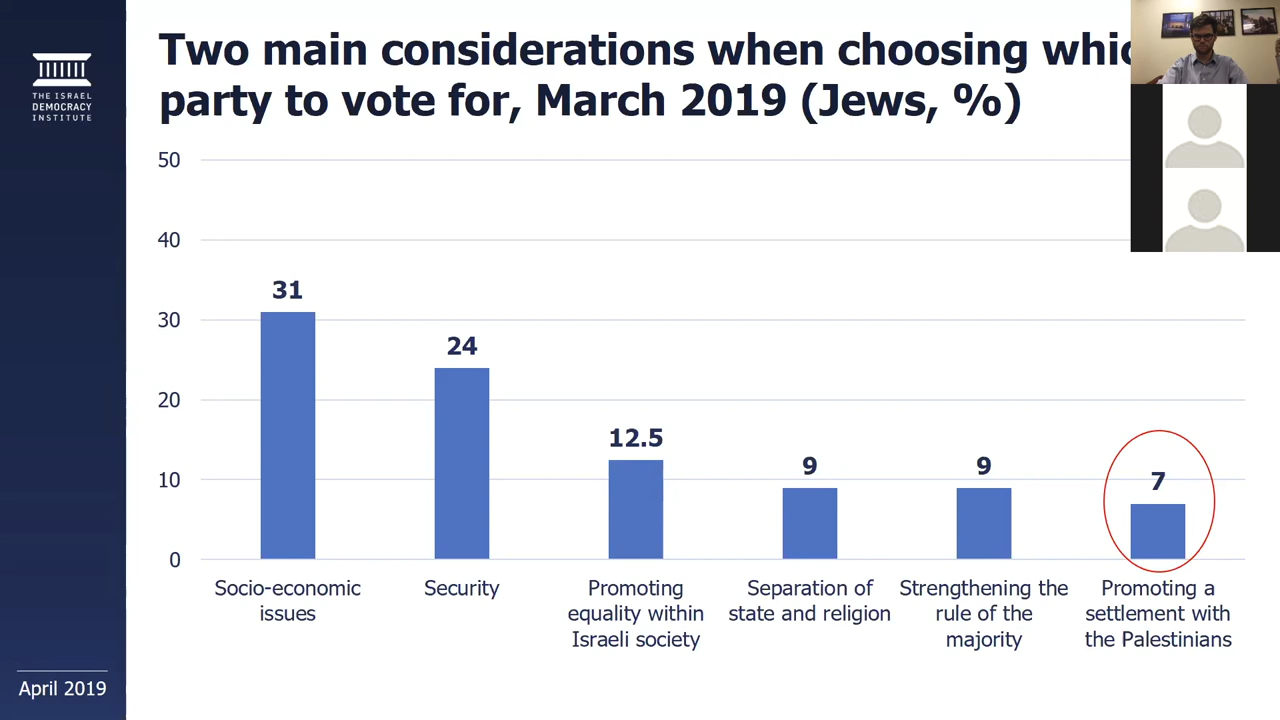 Two main considerations when choosing
party to vote for, March 2019 (Jews, %)
THE ISRAEL
DEMOCRACY
INSTITUTE
50
40
30
20
10
0
31
24
12.5
9
9
7
Socio-economic
issues
Security
Promoting
equality within
Israeli society
Separation of
state and religion
Strengthening the
rule of the
majority
Promoting a
settlement with
the Palestinians
April 2019